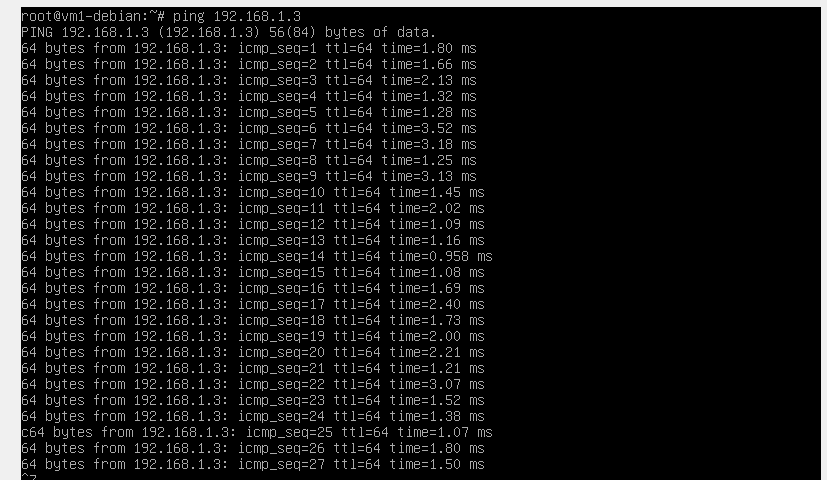 root@vm1-debian:~# ping 192.168.1.3
PING 192.168.1.3 (192.168.1.3) 56(84) bytes of data.
64 bytes from 192.168.1.3: icmp_seq=1 ttl=64 time=1.80 ms
64 bytes from 192.168.1.3: icmp_seq=2 ttl=64 time=1.66 ms
64 bytes from 192.168.1.3: icmp_seq=3 ttl=64 time=2.13 ms
64 bytes from 192.168.1.3: icmp_seq=4 ttl=64 time=1.32 ms
64 bytes from 192.168.1.3: icmp_seq=5 ttl=64 time=1.28 ms
64 bytes from 192.168.1.3: icmp_seq=6 ttl=64 time=3.52 ms
64 bytes from 192.168.1.3: icmp_seq=7 ttl=64 time=3.18 ms
64 bytes from 192.168.1.3: icmp_seq=8 ttl=64 time=1.25 ms
64 bytes from 192.168.1.3: icmp_seq=9 ttl=64 time=3.13 ms
64 bytes from 192.168.1.3: icmp_seq=10 ttl=64 time=1.45 ms
64 bytes from 192.168.1.3: icmp_seq=11 ttl=64 time=2.02 ms
64 bytes from 192.168.1.3: icmp_seq=12 ttl=64 time=1.09 ms
64 bytes from 192.168.1.3: icmp_seq=13 ttl=64 time=1.16 ms
64 bytes from 192.168.1.3: icmp_seq=14 ttl=64 time=0.958 ms
64 bytes from 192.168.1.3: icmp_seq=15 ttl=64 time=1.08 ms
64 bytes from 192.168.1.3: icmp_seq=16 ttl=64 time=1.69 ms
64 bytes from 192.168.1.3: icmp_seq=17 ttl=64 time=2.40 ms
64 bytes from 192.168.1.3: icmp_seq=18 ttl=64 time=1.73 ms
64 bytes from 192.168.1.3: icmp_seq=19 ttl=64 time=2.00 ms
64 bytes from 192.168.1.3: icmp_seq=20 ttl=64 time=2.21 ms
64 bytes from 192.168.1.3: icmp_seq=21 ttl=64 time=1.21 ms
64 bytes from 192.168.1.3: icmp_seq=22 ttl=64 time=3.07 ms
64 bytes from 192.168.1.3: icmp_seq=23 ttl=64 time=1.52 ms
64 bytes from 192.168.1.3: icmp_seq=24 ttl=64 time=1.38 ms
c64 bytes from 192.168.1.3: icmp_seq=25 ttl=64 time=1.07 ms
64 bytes from 192.168.1.3: icmp_seq=26 ttl=64 time=1.80 ms
64 bytes from 192.168.1.3: icmp_seq=27 ttl=64 time=1.50 ms